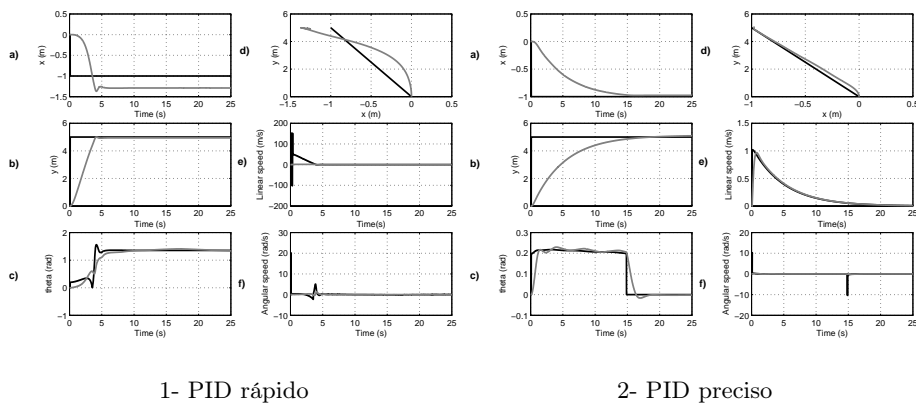 a)
x (m)
0.5
0
−0.5
−1
−1.5
0 5 10 15 20 25
Time (s)
d)
y (m)
6
4
2
0
−1.5 −1 −0.5 0 0.5
x (m)
b)
y (m)
6
4
2
0
0 5 10 15 20 25
Time (s)
e)
Linear speed (m/s)
200
100
0
−100
−200
0 5 10 15 20 25
Time (s)
c)
theta (rad)
2
1
0
−1
0 5 10 15 20 25
Time (s)
f)
Angular speed (rad/s)
30
20
10
0
−10
0 5 10 15 20 25
Time (s)
1- PID rápido
a)
x (m)
0.5
0
−0.5
−1
0 5 10 15 20 25
Time (s)
d)
y (m)
6
4
2
0
−1 −0.5 0 0.5
x (m)
b)
y (m)
6
4
2
0
0 5 10 15 20 25
Time (s)
e)
Linear speed (m/s)
1.5
1
0.5
0
0 5 10 15 20 25
Time (s)
c)
theta (rad)
0.3
0.2
0.1
0
0.1
0 5 10 15 20 25
Time (s)
f)
Angular speed (rad/s)
20
10
0
−10
−20
0 5 10 15 20 25
Time (s)
2- PID preciso